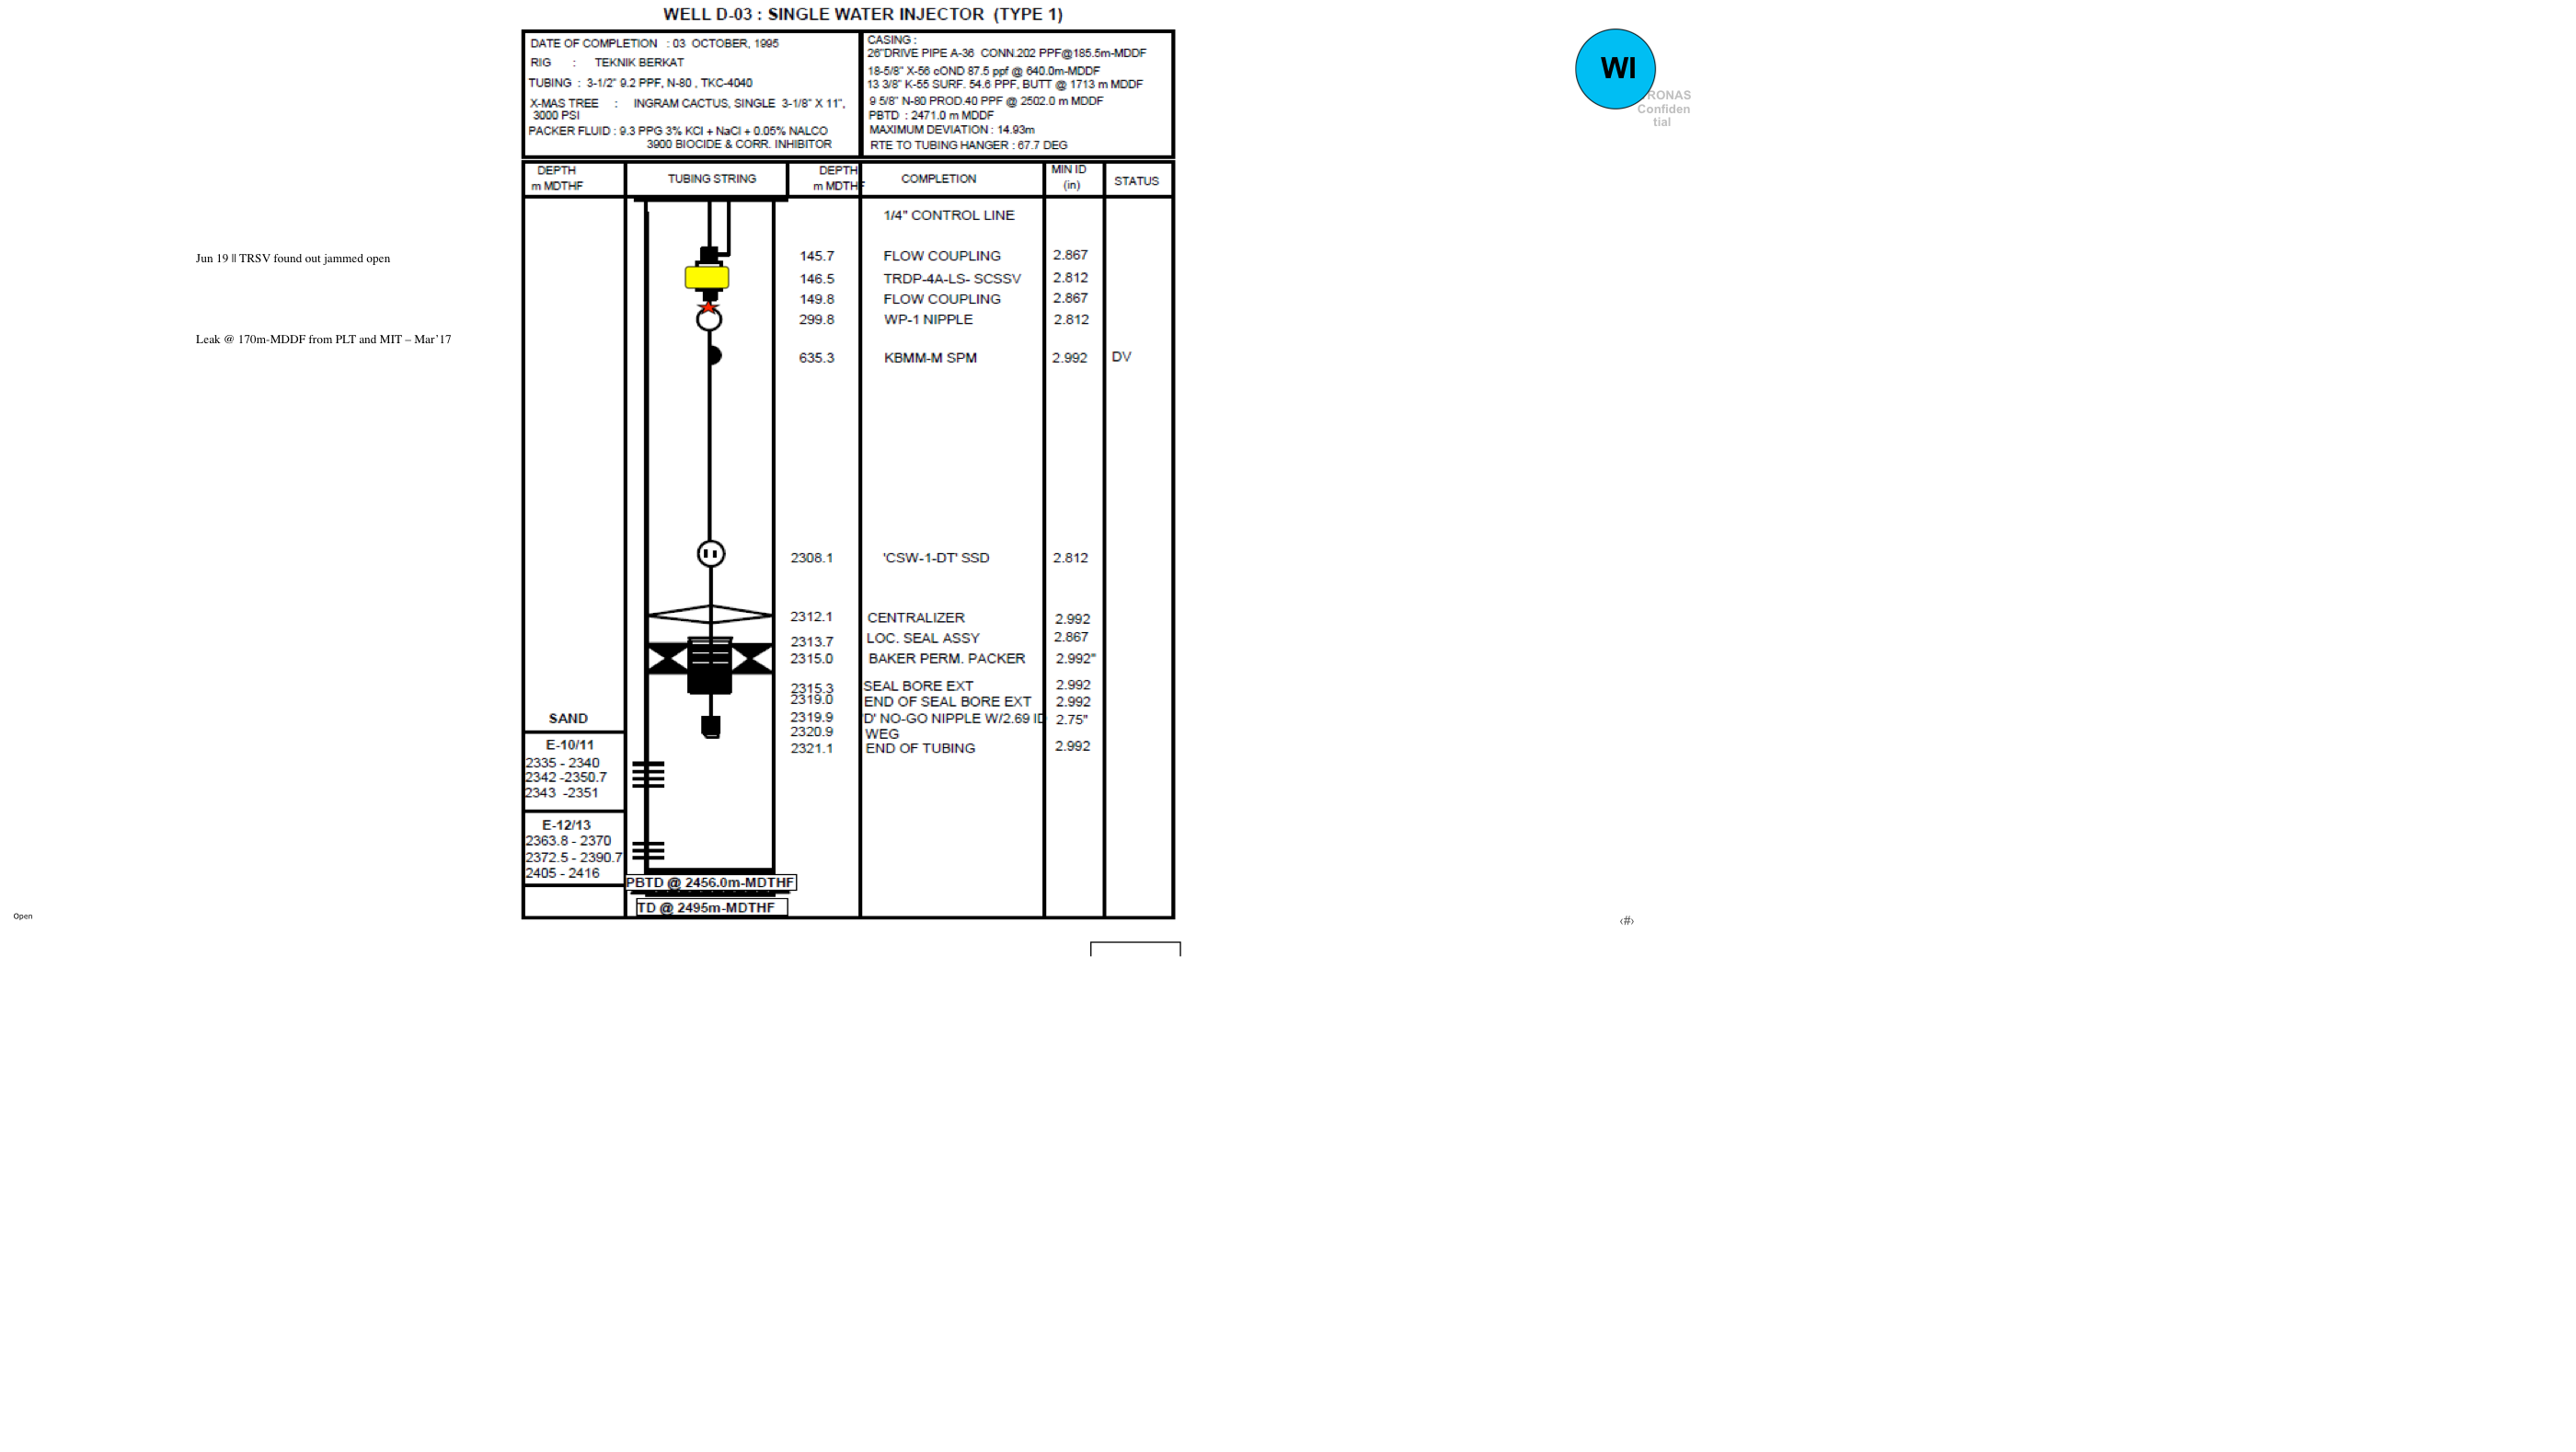 WELL D-03 : SINGLE WATER INJECTOR (TYPE 1)
DATE OF COMPLETION : 03 OCTOBER, 1995
RIG : TEKNIK BERKAT
TUBING : 3-1/2" 9.2 PPF, N-80 , TKC-4040
X-MAS TREE : INGRAM CACTUS, SINGLE 3-1/8" X 11",
3000 PSI
PACKER FLUID : 9.3 PPG 3% KCl + NaCl + 0.05% NALCO
3900 BIOCIDE & CORR. INHIBITOR
CASING :
26"DRIVE PIPE A-36 CONN.202 PPF@185.5m-MDDF
18-5/8" X-56 cOND 87.5 ppf @ 640.0m-MDDF
13 3/8" K-55 SURF. 54.6 PPF, BUTT @ 1713 m MDDF
9 5/8" N-80 PROD.40 PPF @ 2502.0 m MDDF
PBTD : 2471.0 m MDDF
MAXIMUM DEVIATION : 14.93m
RTE TO TUBING HANGER : 67.7 DEG
WI
RONAS
Confiden
tial
DEPTH
m MDTHF
TUBING STRING
DEPTH
m MDTHF
COMPLETION
MIN ID
(in)
STATUS
1/4" CONTROL LINE
Jun 19 || TRSV found out jammed open
145.7 FLOW COUPLING 2.867
146.5 TRDP-4A-LS- SCSSV 2.812
149.8 FLOW COUPLING 2.867
299.8 WP-1 NIPPLE 2.812
Leak @ 170m-MDDF from PLT and MIT – Mar’17
635.3 KBMM-M SPM 2.992 DV
2308.1 'CSW-1-DT' SSD 2.812
2312.1 CENTRALIZER 2.992
2313.7 LOC. SEAL ASSY 2.867
2315.0 BAKER PERM. PACKER 2.992"
2315.3 SEAL BORE EXT 2.992
2319.0 END OF SEAL BORE EXT 2.992
2319.9 'D' NO-GO NIPPLE W/2.69 ID 2.75"
2320.9 WEG
2321.1 END OF TUBING 2.992
SAND
E-10/11
2335 - 2340
2342 -2350.7
2343 -2351
E-12/13
2363.8 - 2370
2372.5 - 2390.7
2405 - 2416
PBTD @ 2456.0m-MDTHF
TD @ 2495m-MDTHF
Open
‹#›